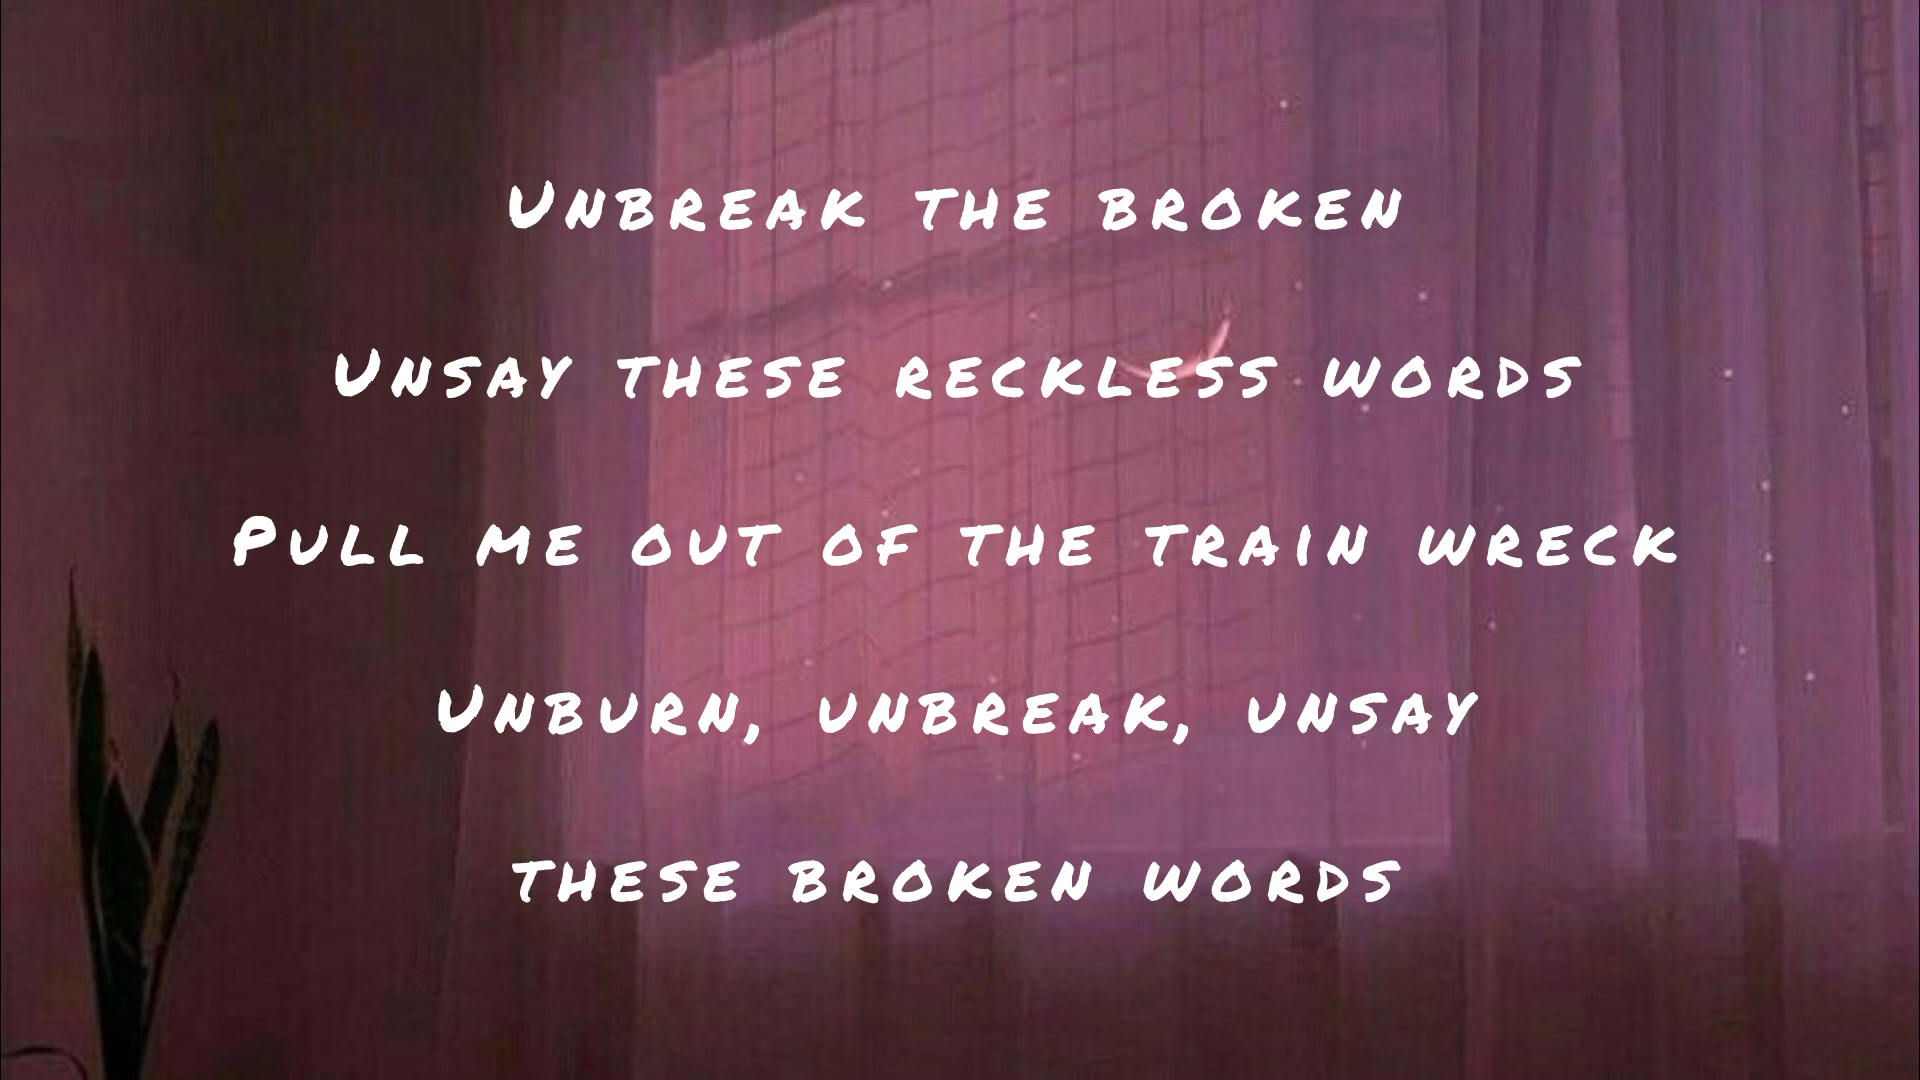 Unbreak the broken
Unsay these reckless words
Pull me out of the train wreck
Unburn, unbreak, unsay
these broken words